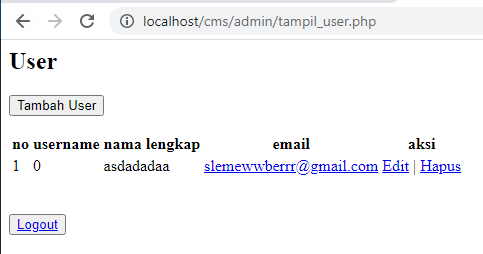 localhost/cms/admin/tampil_user.php
User
Tambah User
no username nama lengkap email aksi
1 0 asdadadaa slemewwberrr@gmail.com Edit | Hapus
Logout